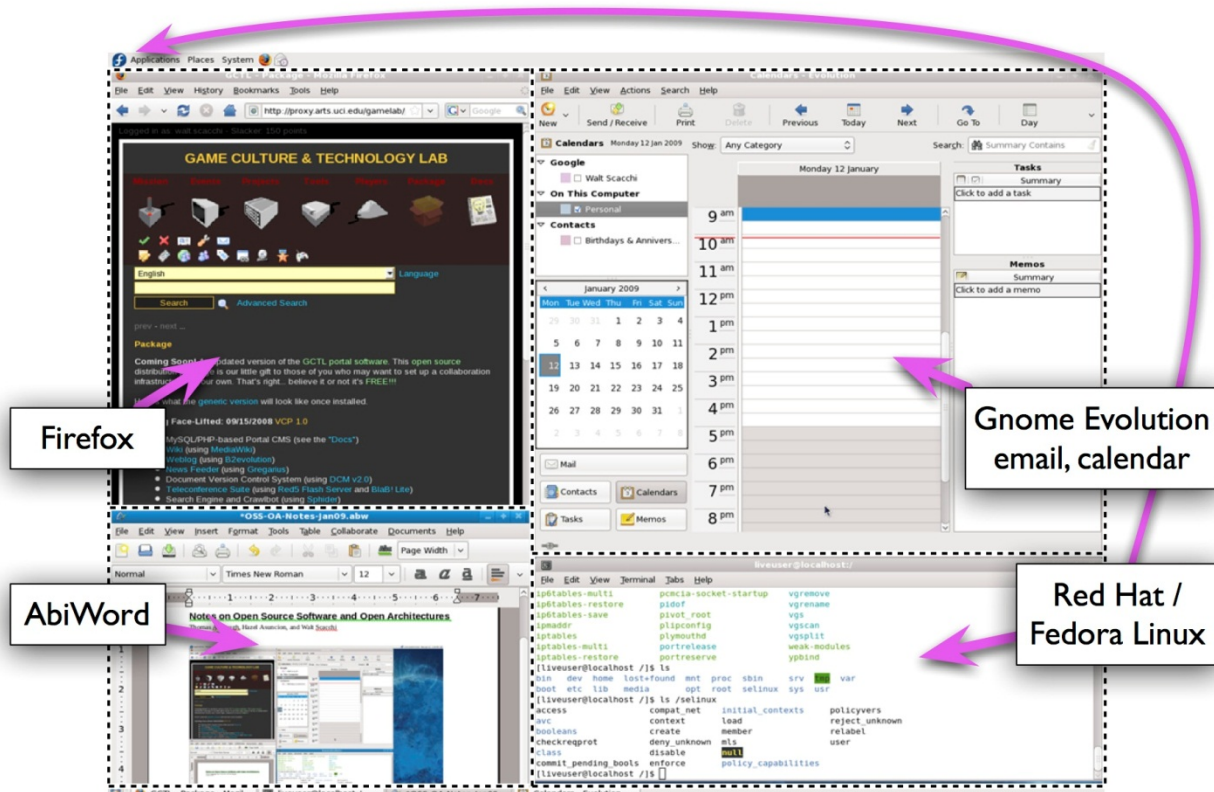 Applications Places System
GCTL - Package - Mozilla Firefox
File Edit View History Bookmarks Tools Help
http://proxy.arts.uci.edu/gamelab/
Google
Logged in as: walt scacchi - Slacker: 150 points
GAME CULTURE & TECHNOLOGY LAB
English
Language
Search
Advanced Search
prev - next ...
Package
Coming Soon! updated version of the GCTL portal software. This open source
is our little gift to those of you who may want to set up a collaboration
your own. That's right... believe it or not it's FREE!!!
what the generic version will look like once installed.
Face-Lifted: 09/15/2008 VCP 1.0
MySQL/PHP-based Portal CMS (see the "Docs")
Wiki (using MediaWiki)
Weblog (using B2evolution)
News Feeder (using Gregarius)
Document Version Control System (using DCM v2.0)
Teleconference Suite (using Red5 Flash Server and BlaB! Lite)
Search Engine and Crawlbot (using Sphider)
Firefox
Calendars - Evolution
File Edit View Actions Search Help
New Send / Receive Print Delete Previous Today Next Go To Day
Calendars Monday 12 Jan 2009 Show: Any Category Search: Summary Contains
Google
Walt Scacchi
On This Computer
Personal
Contacts
Birthdays & Annivers...
January 2009
Mon Tue Wed Thu Fri Sat Sun
29 30 31 1 2 3 4
5 6 7 8 9 10 11
12 13 14 15 16 17 18
19 20 21 22 23 24 25
26 27 28 29 30 31 1
2 3 4 5 6 7 8
Mail
Contacts Calendars
Tasks Memos
Monday 12 January
9 am
10 am
11 am
12 pm
1 pm
2 pm
3 pm
4 pm
5 pm
6 pm
7 pm
8 pm
Tasks
Summary
Click to add a task
Memos
Summary
Click to add a memo
Gnome Evolution
email, calendar
*OSS-OA-Notes-Jan09.abw
File Edit View Insert Format Tools Table Collaborate Documents Help
Page Width
Normal Times New Roman 12
Notes on Open Source Software and Open Architectures
AbiWord
liveuser@localhost:/
File Edit View Terminal Tabs Help
ip6tables-multi pcmcia-socket-startup vgremove
ip6tables-restore pidof vgrename
ip6tables-save pivot_root vgs
ipmaddr plipconfig vgscan
iptables plymouthd vgsplit
iptables-multi portrelease weak-modules
iptables-restore portreserve ypbind
[liveuser@localhost /]$ ls
bin dev home lost+found mnt proc sbin srv tmp var
boot etc lib media opt root selinux sys usr
[liveuser@localhost /]$ ls /selinux
access compat_net initial_contexts policyvers
avc context load reject_unknown
booleans create member relabel
checkreqprot deny_unknown mls user
class disable null
commit_pending_bools enforce policy_capabilities
[liveuser@localhost /]$
Red Hat /
Fedora Linux